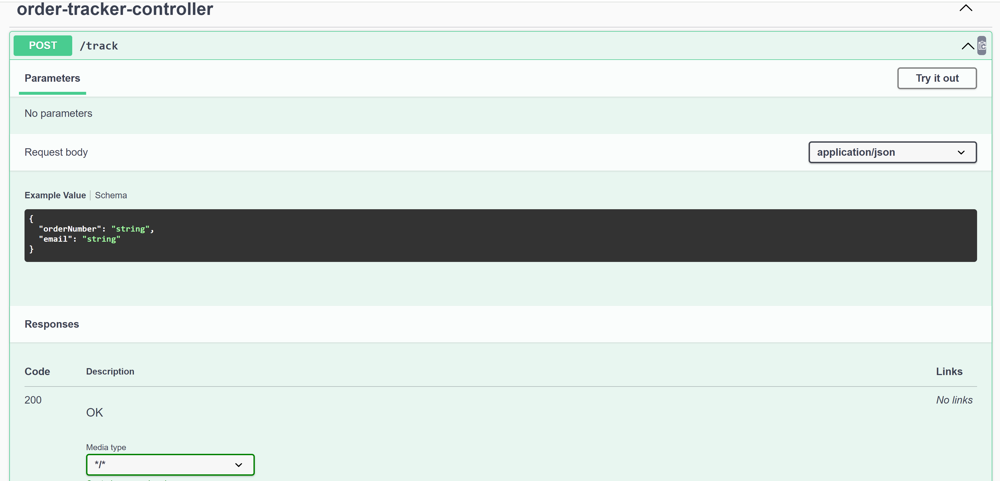 order-tracker-controller
POST /track
Parameters
Try it out
No parameters
Request body
application/json
Example Value | Schema
{
  "orderNumber": "string",
  "email": "string"
}
Responses
Code Description Links
200 No links
OK
Media type
*/*